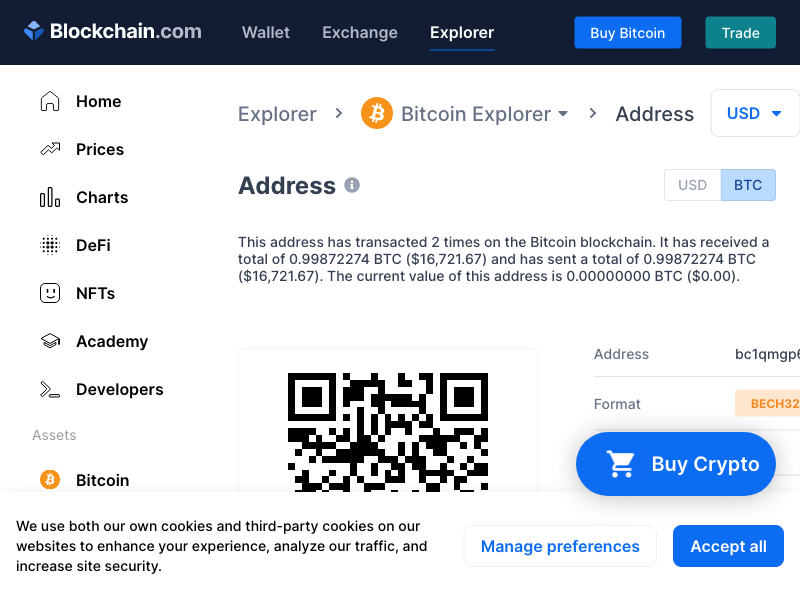 Blockchain.com
Wallet
Exchange
Explorer
Buy Bitcoin
Trade
Home
Prices
Charts
DeFi
NFTs
Academy
Developers
Assets
Bitcoin
Explorer
Bitcoin Explorer
Address
USD
Address
USD
BTC
This address has transacted 2 times on the Bitcoin blockchain. It has received a
total of 0.99872274 BTC ($16,721.67) and has sent a total of 0.99872274 BTC
($16,721.67). The current value of this address is 0.00000000 BTC ($0.00).
Address
bc1qmgp6
Format
BECH32
Buy Crypto
We use both our own cookies and third-party cookies on our
websites to enhance your experience, analyze our traffic, and
increase site security.
Manage preferences
Accept all